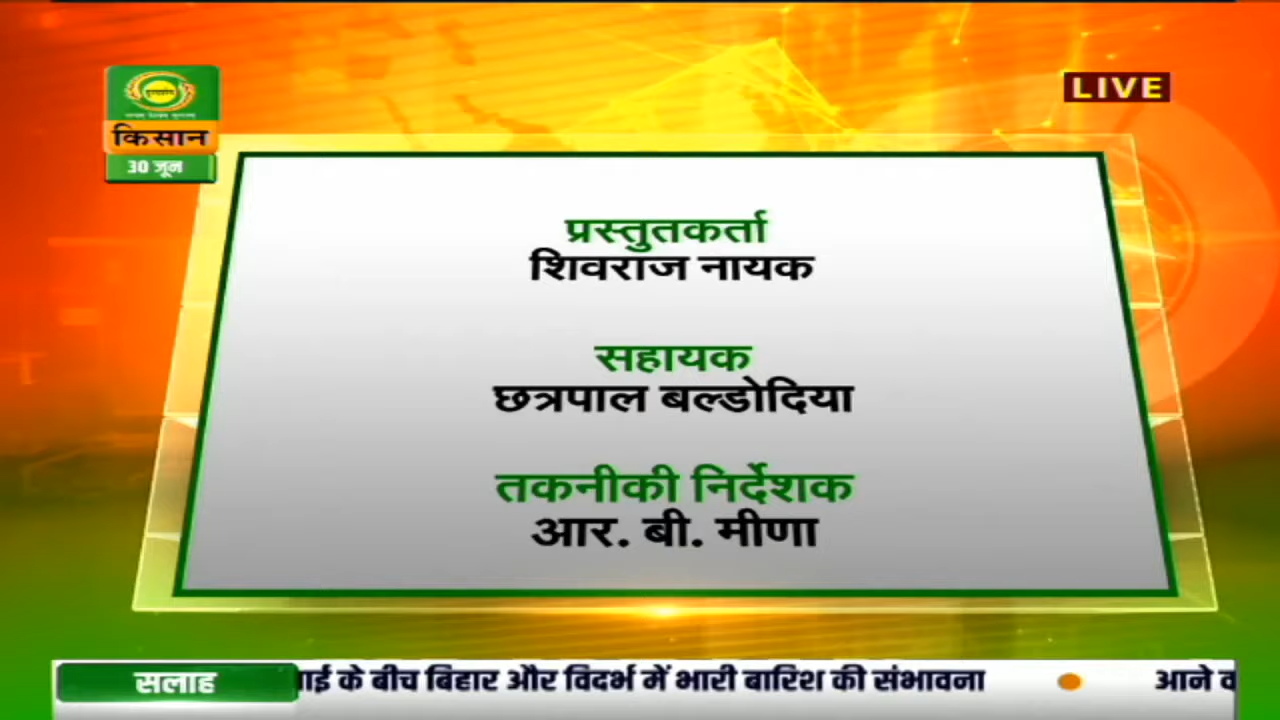 LIVE
किसान
30 जून
प्रस्तुतकर्ता
शिवराज नायक
सहायक
छत्रपाल बल्डोदिया
तकनीकी निर्देशक
आर. बी. मीणा
सलाह
के बीच बिहार और विदर्भ में भारी बारिश की संभावना
आने